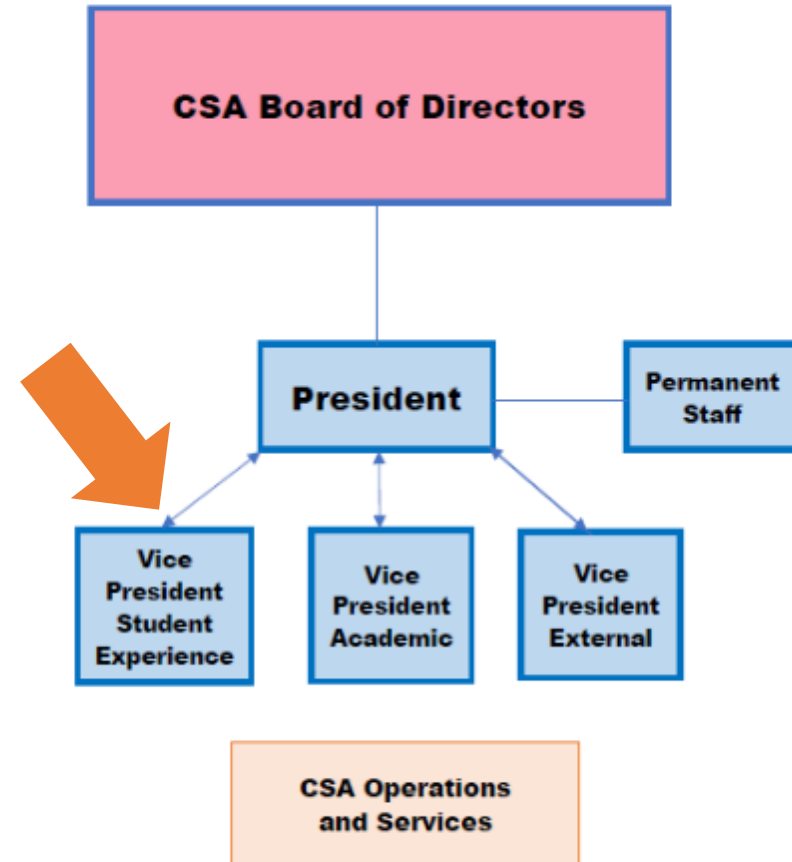 CSA Board of Directors
President
Permanent
Staff
Vice
President
Student
Experience
Vice
President
Academic
Vice
President
External
CSA Operations
and Services